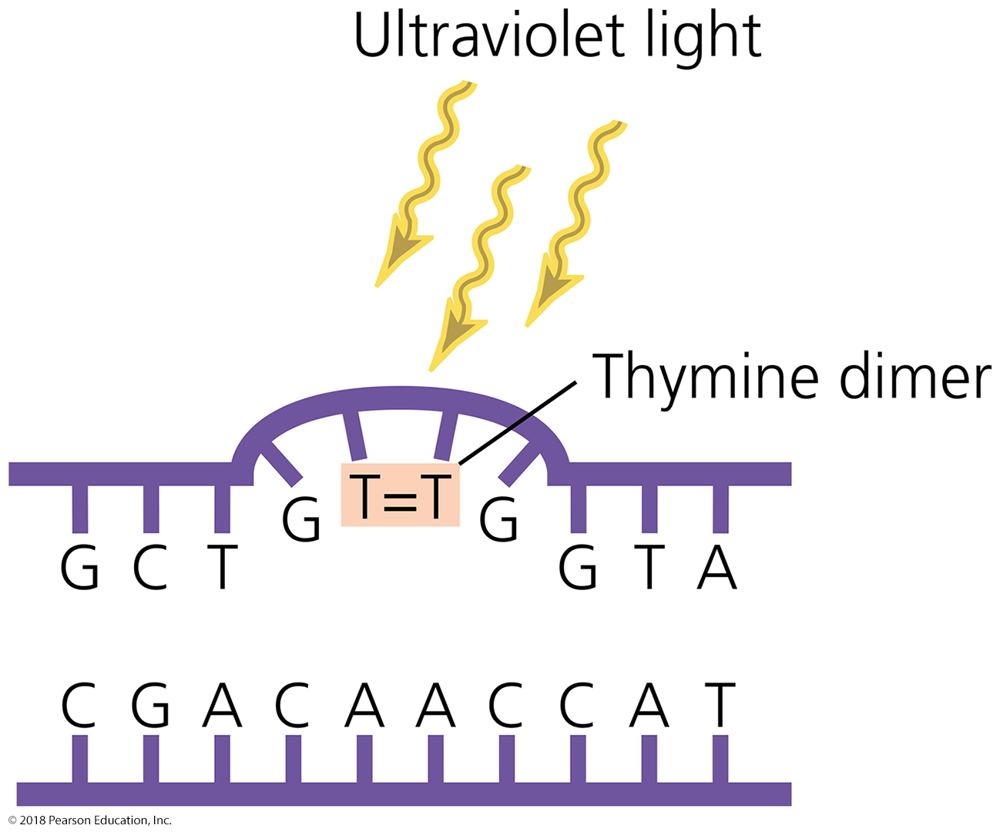 Ultraviolet light
Thymine dimer
G C T G T=T G G T A
C G A C A A C C A T
© 2018 Pearson Education, Inc.